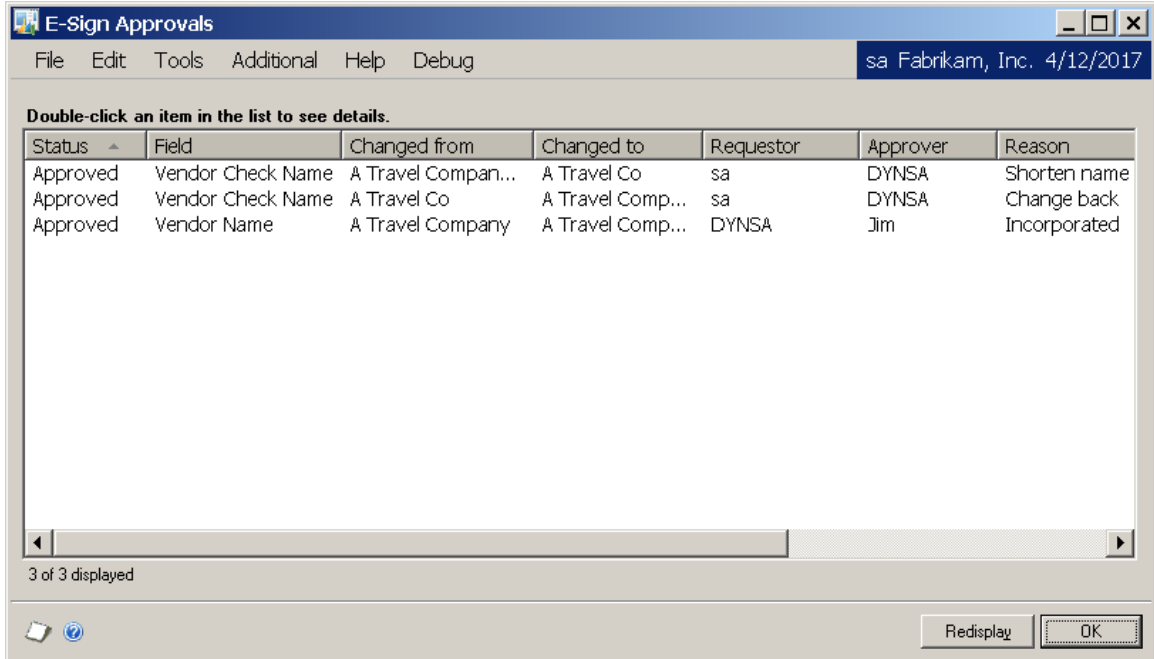 E-Sign Approvals
File Edit Tools Additional Help Debug sa Fabrikam, Inc. 4/12/2017
Double-click an item in the list to see details.
Status Field Changed from Changed to Requestor Approver Reason
Approved Vendor Check Name A Travel Compan... A Travel Co sa DYNSA Shorten name
Approved Vendor Check Name A Travel Co A Travel Comp... sa DYNSA Change back
Approved Vendor Name A Travel Company A Travel Comp... DYNSA Jim Incorporated
3 of 3 displayed
Redisplay OK